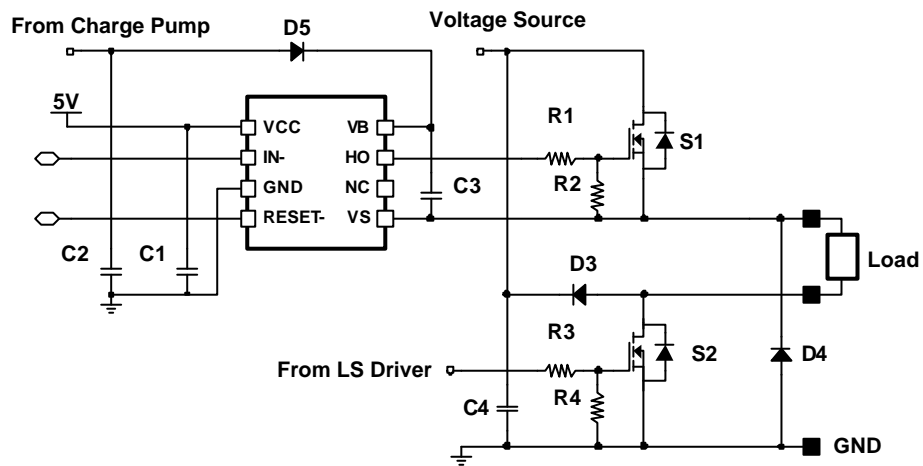 From Charge Pump
D5
Voltage Source
5V
VCC
VB
R1
S1
IN-
HO
R2
GND
NC
C3
RESET-
VS
C2
C1
D3
Load
R3
S2
D4
From LS Driver
C4
R4
GND